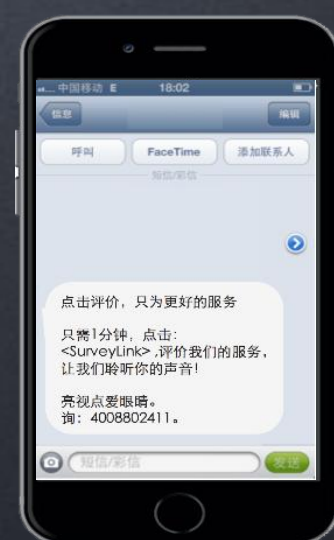 中国移动 E 18:02
信息 编辑
呼叫 FaceTime 添加联系人
短信/彩信
点击评价，只为更好的服务
只需1分钟，点击:
<SurveyLink> ,评价我们的服务，
让我们聆听你的声音!
亮视点爱眼睛。
询：4008802411。
短信/彩信 发送